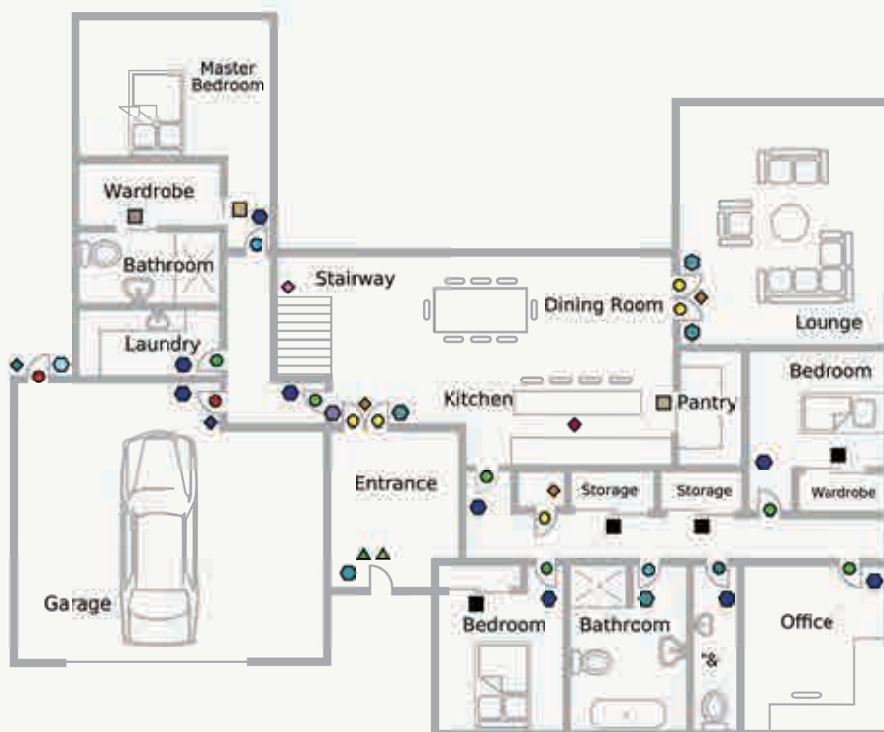 Master
Bedroom
Wardrobe
Bathroom
Stairway
Dining Room
Lounge
Laundry
Bedroom
Kitchen
Pantry
Entrance
Storage
Storage
Wardrobe
Garage
Bedroom
Bathroom
"&
Office